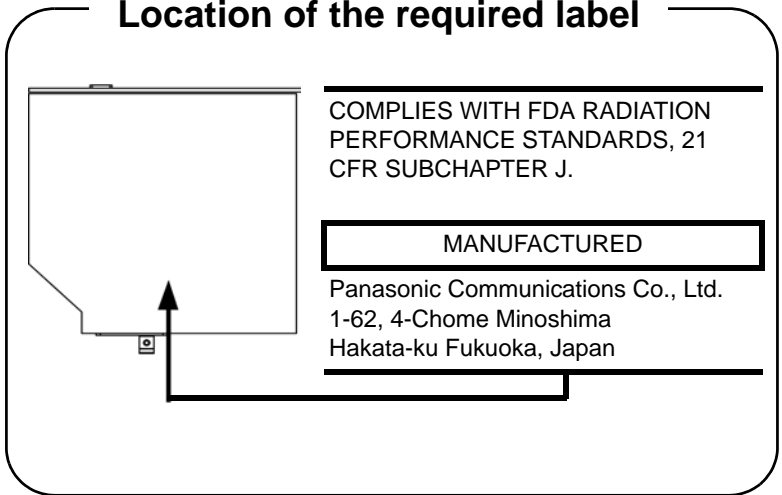 Location of the required label
COMPLIES WITH FDA RADIATION
PERFORMANCE STANDARDS, 21
CFR SUBCHAPTER J.
MANUFACTURED
Panasonic Communications Co., Ltd.
1-62, 4-Chome Minoshima
Hakata-ku Fukuoka, Japan